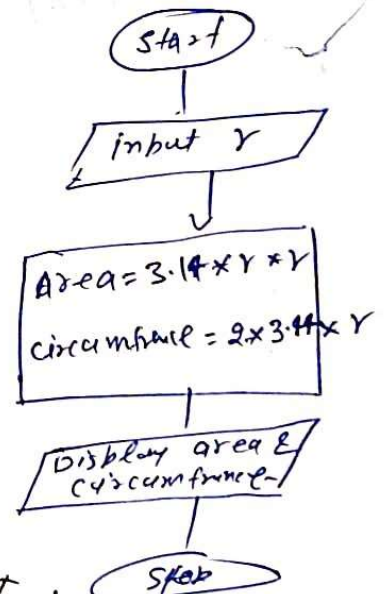 Start
input r
Area = 3.14 * r * r
circumfrance = 2 x 3.14 x r
Display area &
circumfrance
Stop